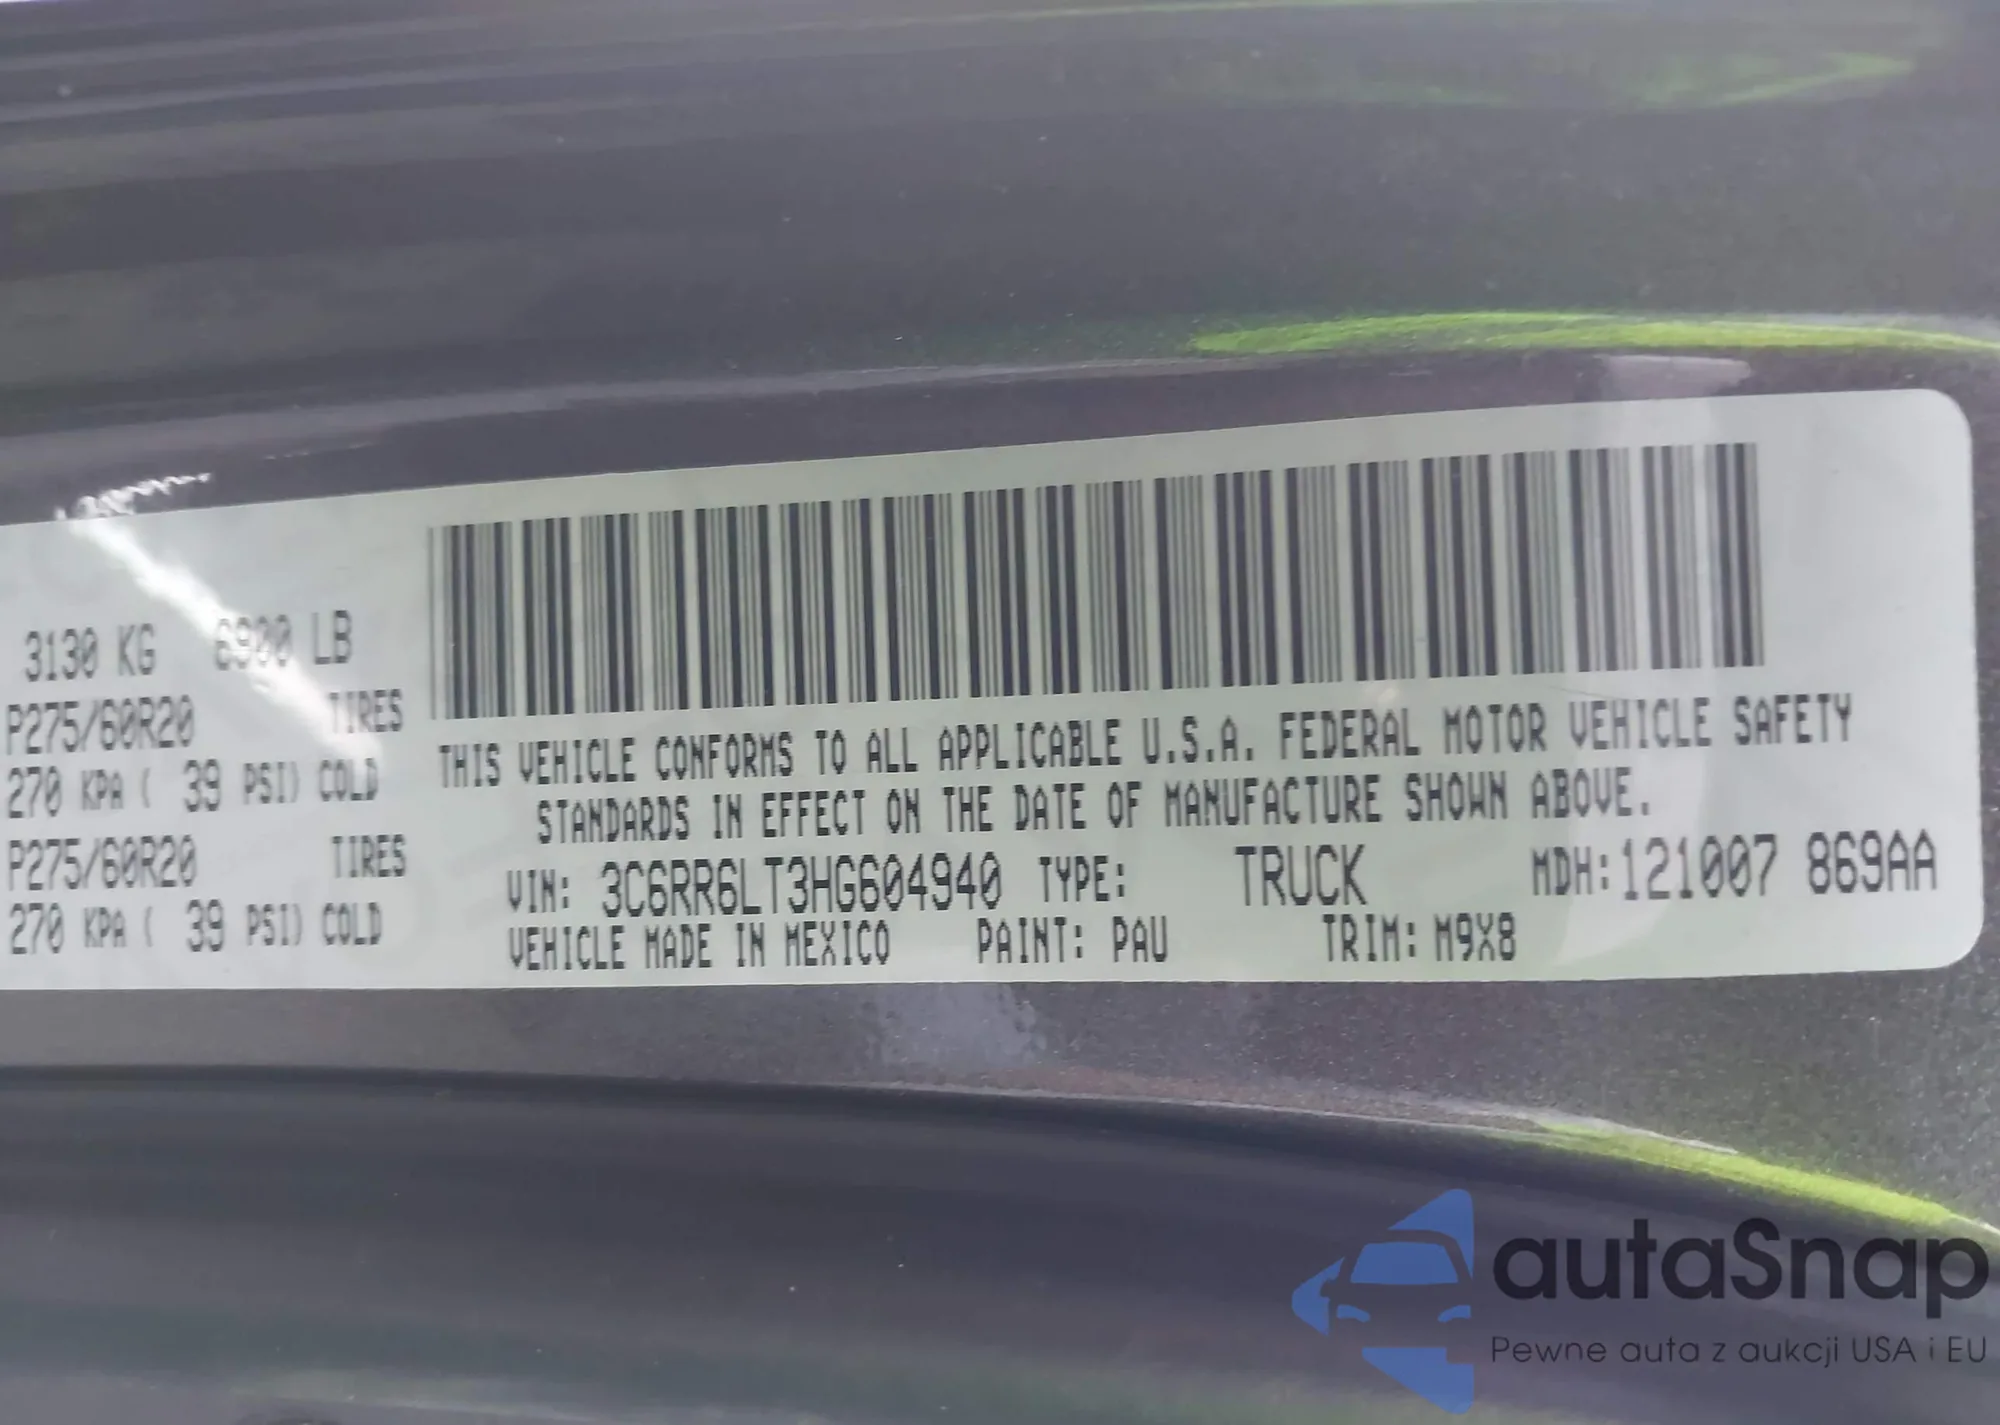 3130 KG 6900 LB
P275/60R20 TIRES
270 KPA ( 39 PSI) COLD
P275/60R20 TIRES
270 KPA ( 39 PSI) COLD
THIS VEHICLE CONFORMS TO ALL APPLICABLE U.S.A. FEDERAL MOTOR VEHICLE SAFETY
STANDARDS IN EFFECT ON THE DATE OF MANUFACTURE SHOWN ABOVE.
VIN: 3C6RR6LT3HG604940 TYPE: TRUCK MDH:121007 869AA
VEHICLE MADE IN MEXICO PAINT: PAU TRIM: M9X8
autaSnap
Pewne auta z aukcji USA i EU